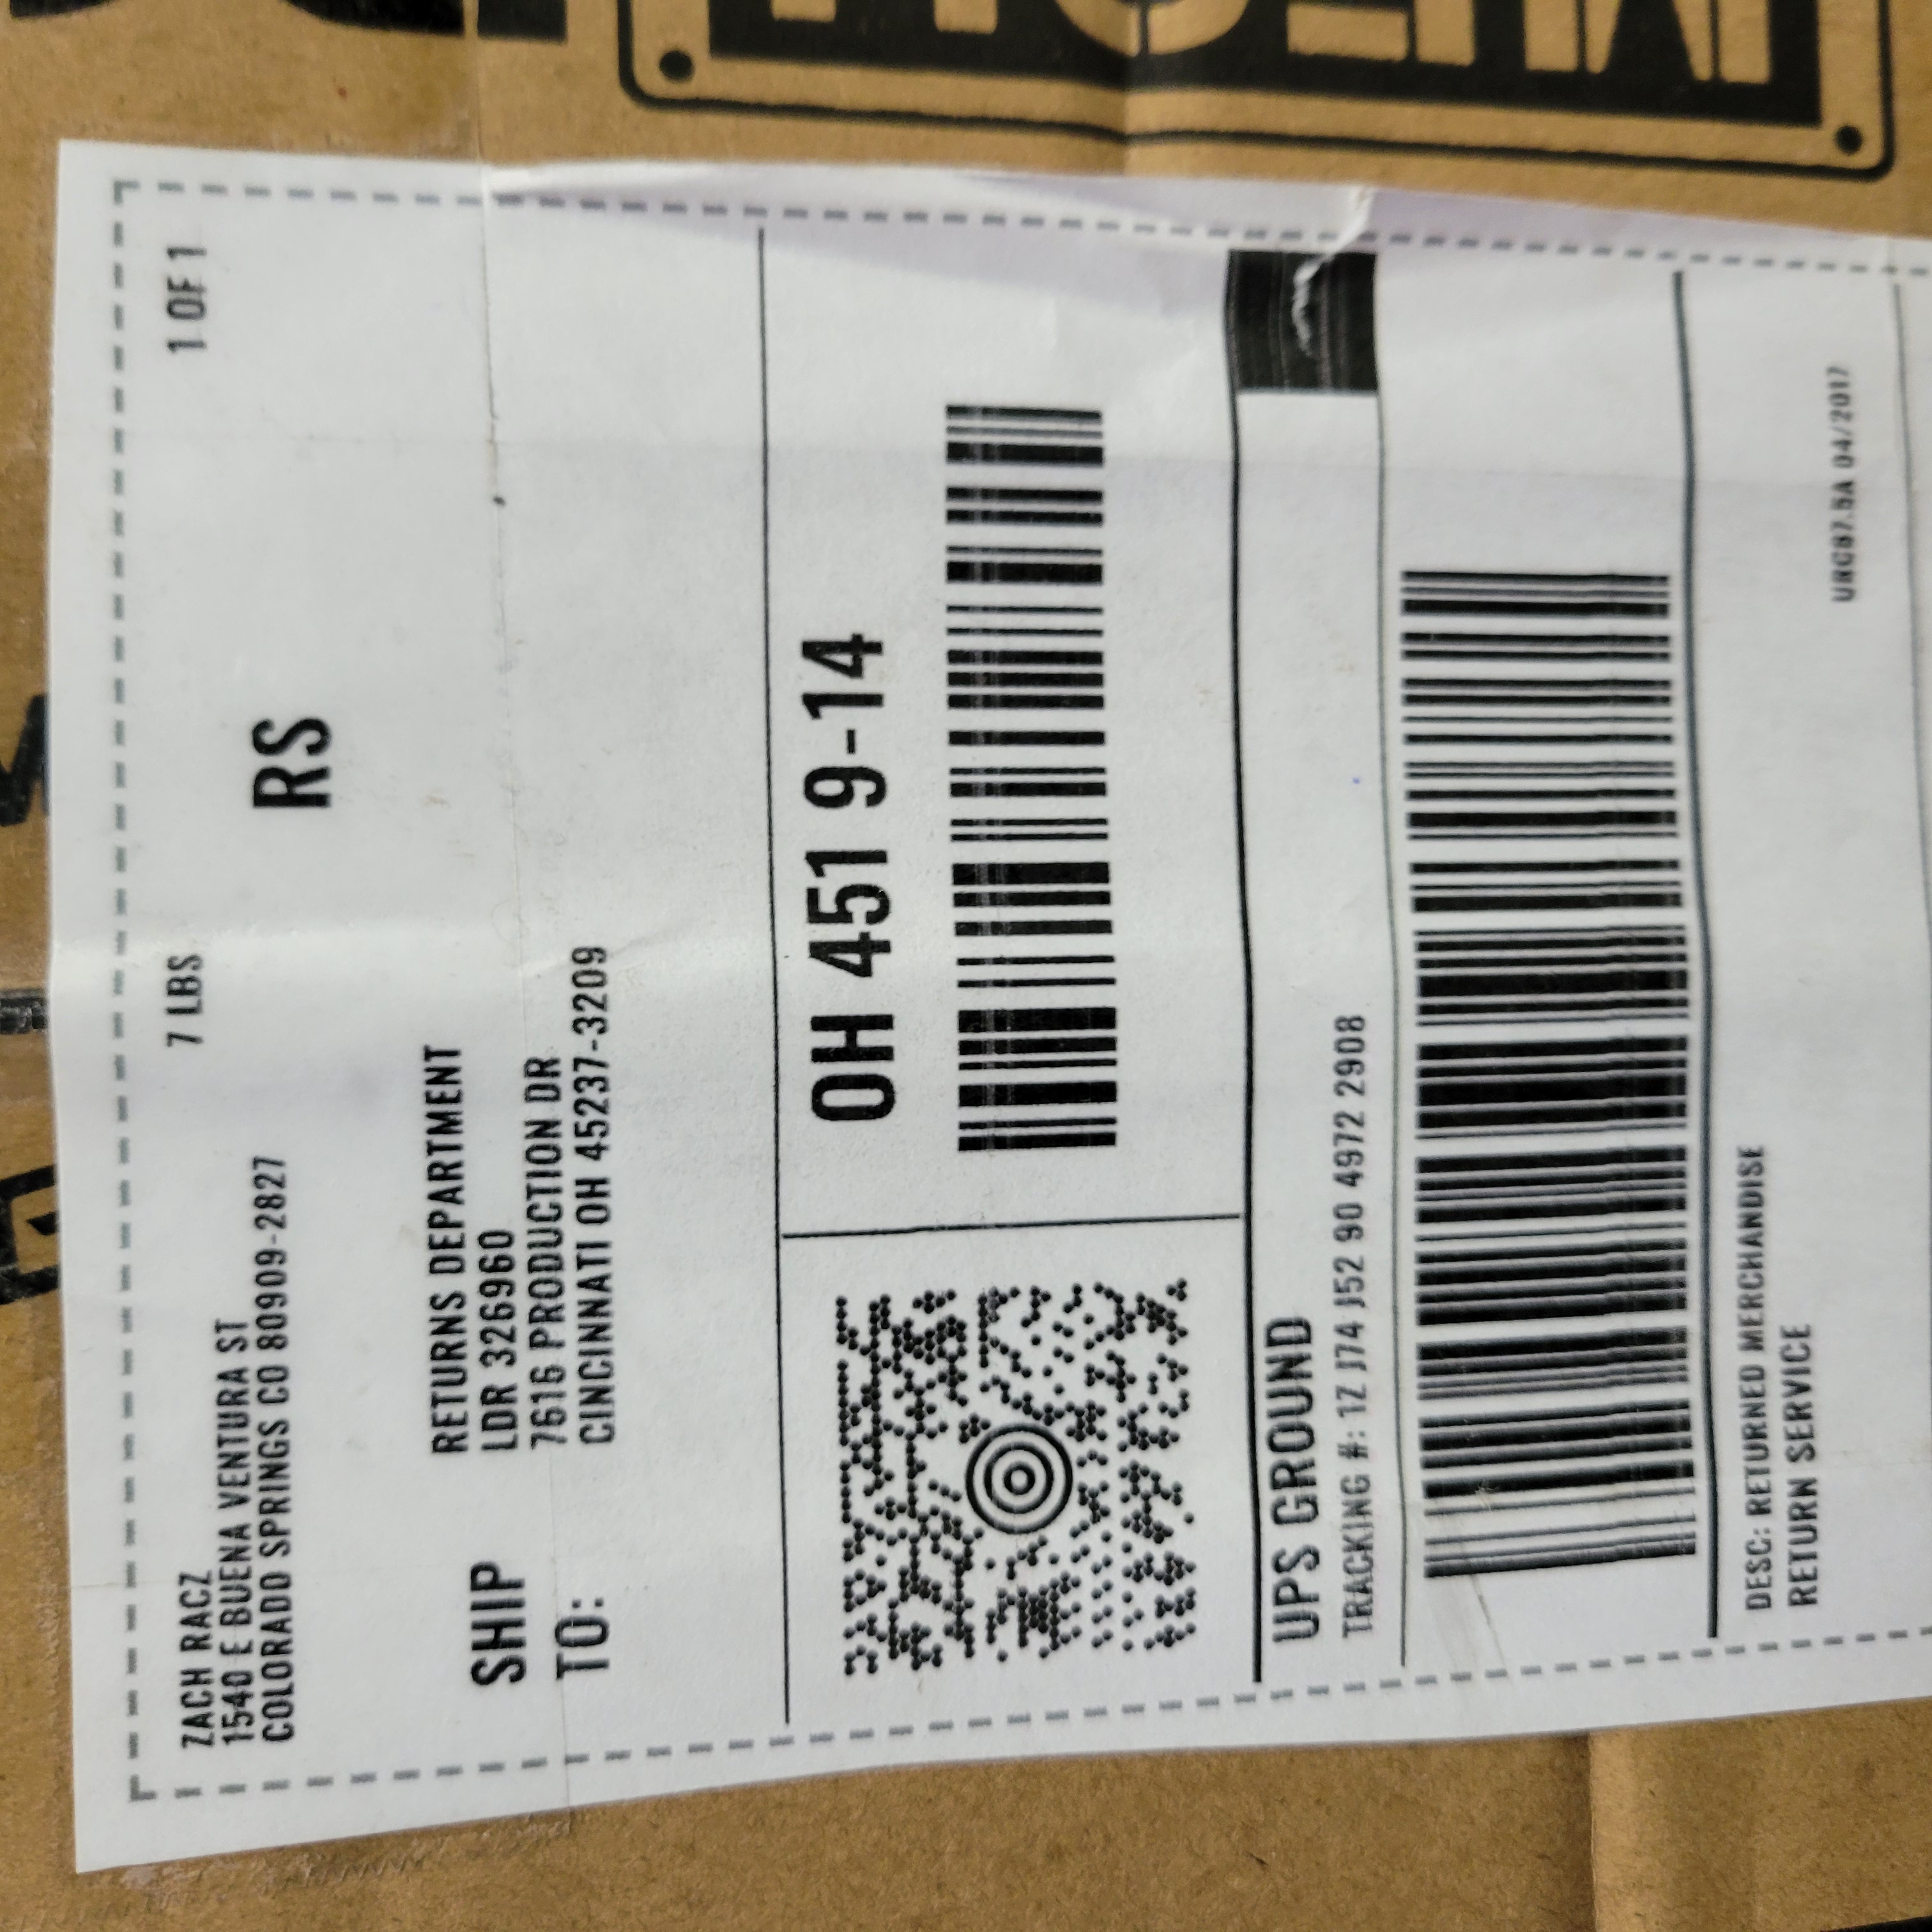 ZACH RACZ
1540 E BUENA VENTURA ST
COLORADO SPRINGS CO 80909-2827
7 LBS
1 OF 1
RS
SHIP
TO:
RETURNS DEPARTMENT
LDR 326960
7616 PRODUCTION DR
CINCINNATI OH 45237-3209
OH 451 9-14
UPS GROUND
TRACKING #: 1Z J74 J52 90 4972 2908
DESC: RETURNED MERCHANDISE
RETURN SERVICE
URC87.5A 04/2017